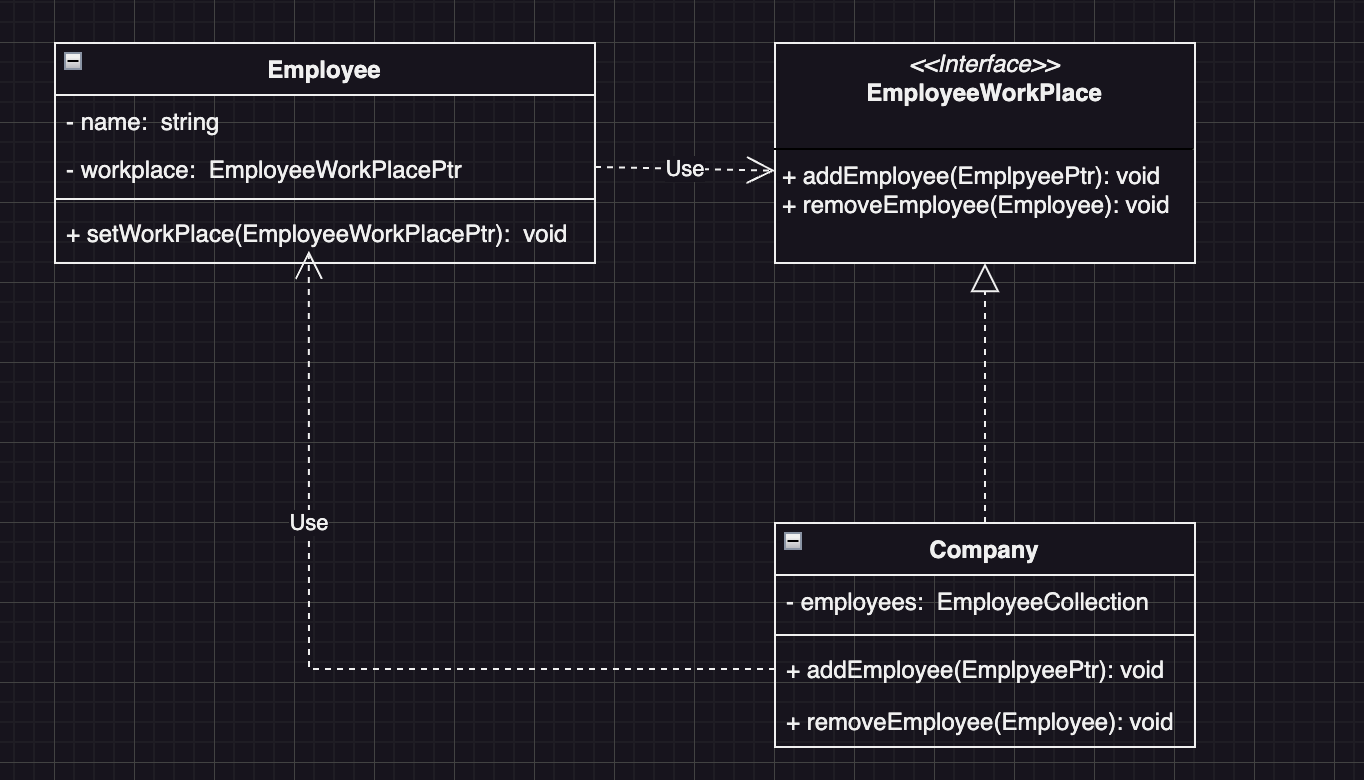 Employee
- name: string
- workplace: EmployeeWorkPlacePtr
+ setWorkPlace(EmployeeWorkPlacePtr): void
Use
<<Interface>>
EmployeeWorkPlace
+ addEmployee(EmplpyeePtr): void
+ removeEmployee(Employee): void
Use
Company
- employees: EmployeeCollection
+ addEmployee(EmplpyeePtr): void
+ removeEmployee(Employee): void